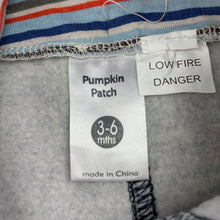 Pumpkin
Patch
3-6
mths
made in China
LOW FIRE
DANGER